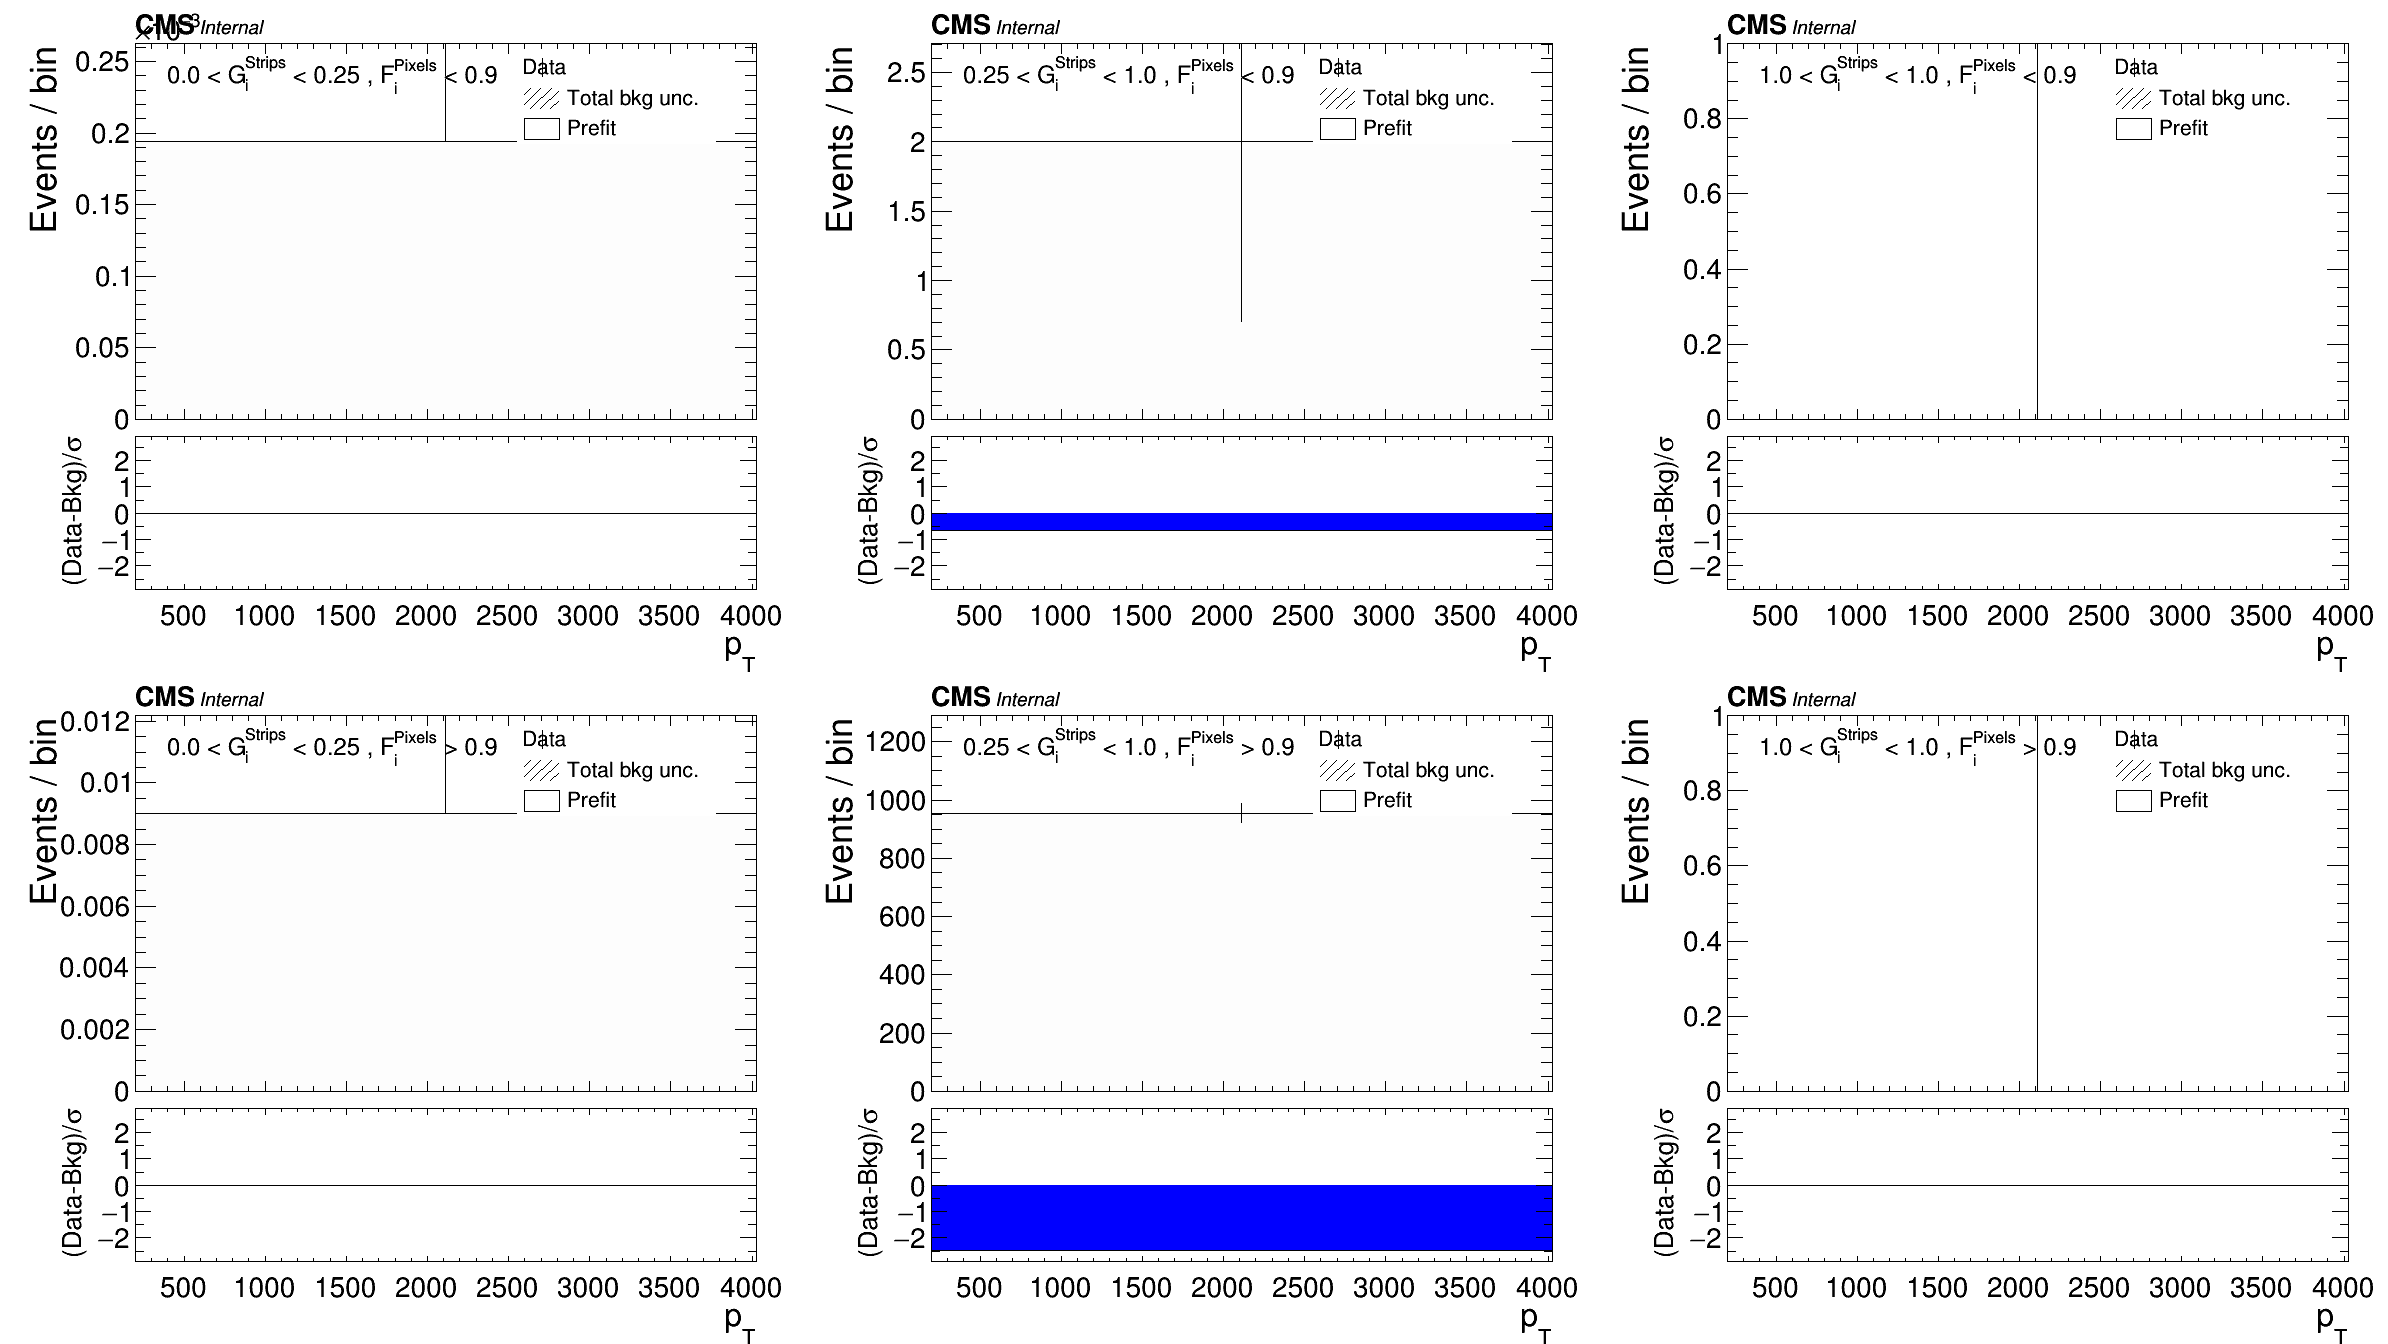 CMS Internal
×10⁻³
Events / bin
0.0 < G_i^Strips < 0.25 , F_i^Pixels < 0.9
Data
Total bkg unc.
Prefit
0.25
0.2
0.15
0.1
0.05
0
(Data-Bkg)/σ
2
1
0
−1
−2
500 1000 1500 2000 2500 3000 3500 4000
p_T
CMS Internal
Events / bin
0.25 < G_i^Strips < 1.0 , F_i^Pixels < 0.9
Data
Total bkg unc.
Prefit
2.5
2
1.5
1
0.5
0
(Data-Bkg)/σ
2
1
0
−1
−2
500 1000 1500 2000 2500 3000 3500 4000
p_T
CMS Internal
Events / bin
1.0 < G_i^Strips < 1.0 , F_i^Pixels < 0.9
Data
Total bkg unc.
Prefit
1
0.8
0.6
0.4
0.2
0
(Data-Bkg)/σ
2
1
0
−1
−2
500 1000 1500 2000 2500 3000 3500 4000
p_T
CMS Internal
Events / bin
0.0 < G_i^Strips < 0.25 , F_i^Pixels > 0.9
Data
Total bkg unc.
Prefit
0.012
0.01
0.008
0.006
0.004
0.002
0
(Data-Bkg)/σ
2
1
0
−1
−2
500 1000 1500 2000 2500 3000 3500 4000
p_T
CMS Internal
Events / bin
0.25 < G_i^Strips < 1.0 , F_i^Pixels > 0.9
Data
Total bkg unc.
Prefit
1200
1000
800
600
400
200
0
(Data-Bkg)/σ
2
1
0
−1
−2
500 1000 1500 2000 2500 3000 3500 4000
p_T
CMS Internal
Events / bin
1.0 < G_i^Strips < 1.0 , F_i^Pixels > 0.9
Data
Total bkg unc.
Prefit
1
0.8
0.6
0.4
0.2
0
(Data-Bkg)/σ
2
1
0
−1
−2
500 1000 1500 2000 2500 3000 3500 4000
p_T